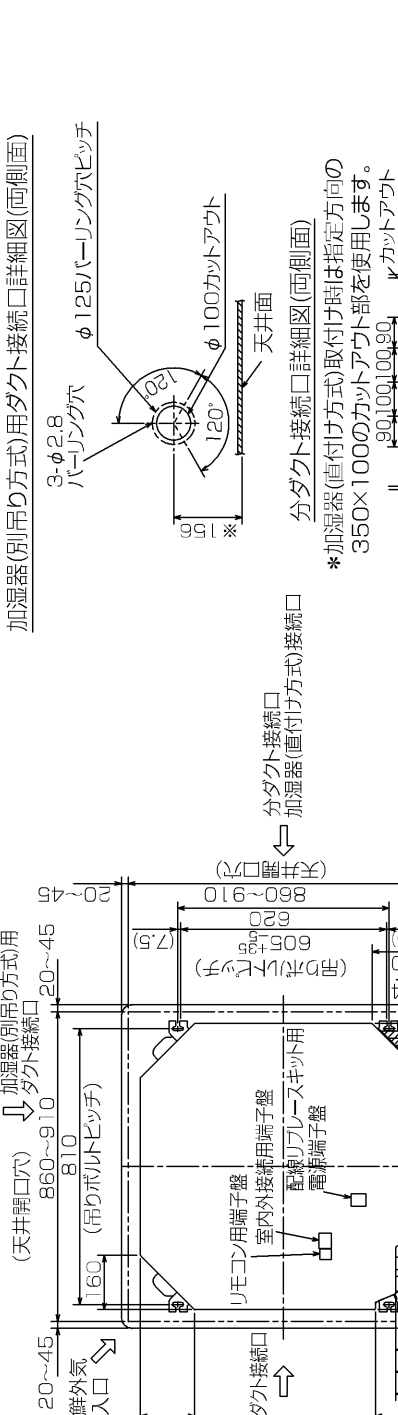 加湿器(別吊り方式)用ダクト接続口詳細図(両側面)
φ125バーリング穴ピッチ
3-φ2.8
バーリング穴
120°
120°
φ100カットアウト
天井面
※156
分ダクト接続口詳細図(両側面)
*加湿器(直付け方式)取付け時は指定方向の
350×100のカットアウト部を使用します。
カットアウト
90 100 100 90
加湿器(別吊り方式)用
ダクト接続口
分ダクト接続口
加湿器(直付け方式)接続口
(天井開口穴)
20~45
860~910
20~45
810
(吊りボルトピッチ)
160
20~45
(天井開口穴)
860~910
620
(7.5)
605+35-5
(吊りボルトピッチ)
リモコン用端子盤
室内外接続用端子盤
配線リプレースキット用
電源端子盤
鮮外気
入口
ダクト接続口